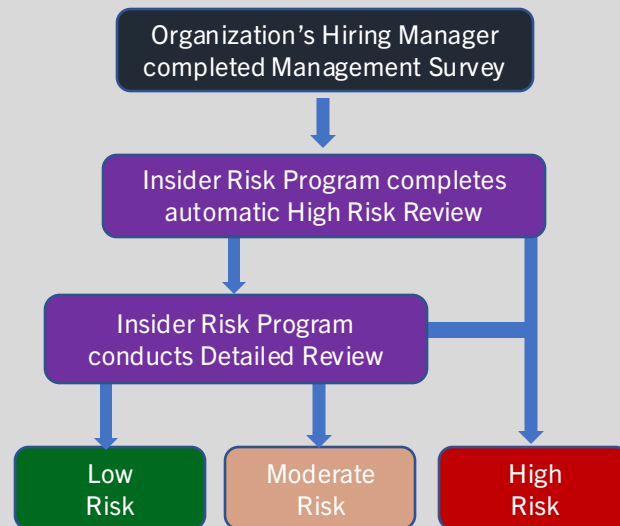 Organization’s Hiring Manager
completed Management Survey
Insider Risk Program completes
automatic High Risk Review
Insider Risk Program
conducts Detailed Review
Low
Risk
Moderate
Risk
High
Risk